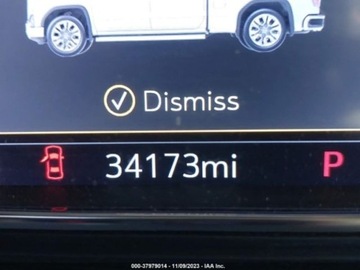 Dismiss
34173mi P
000-37979014 - 11/09/2023 - IAA Inc.